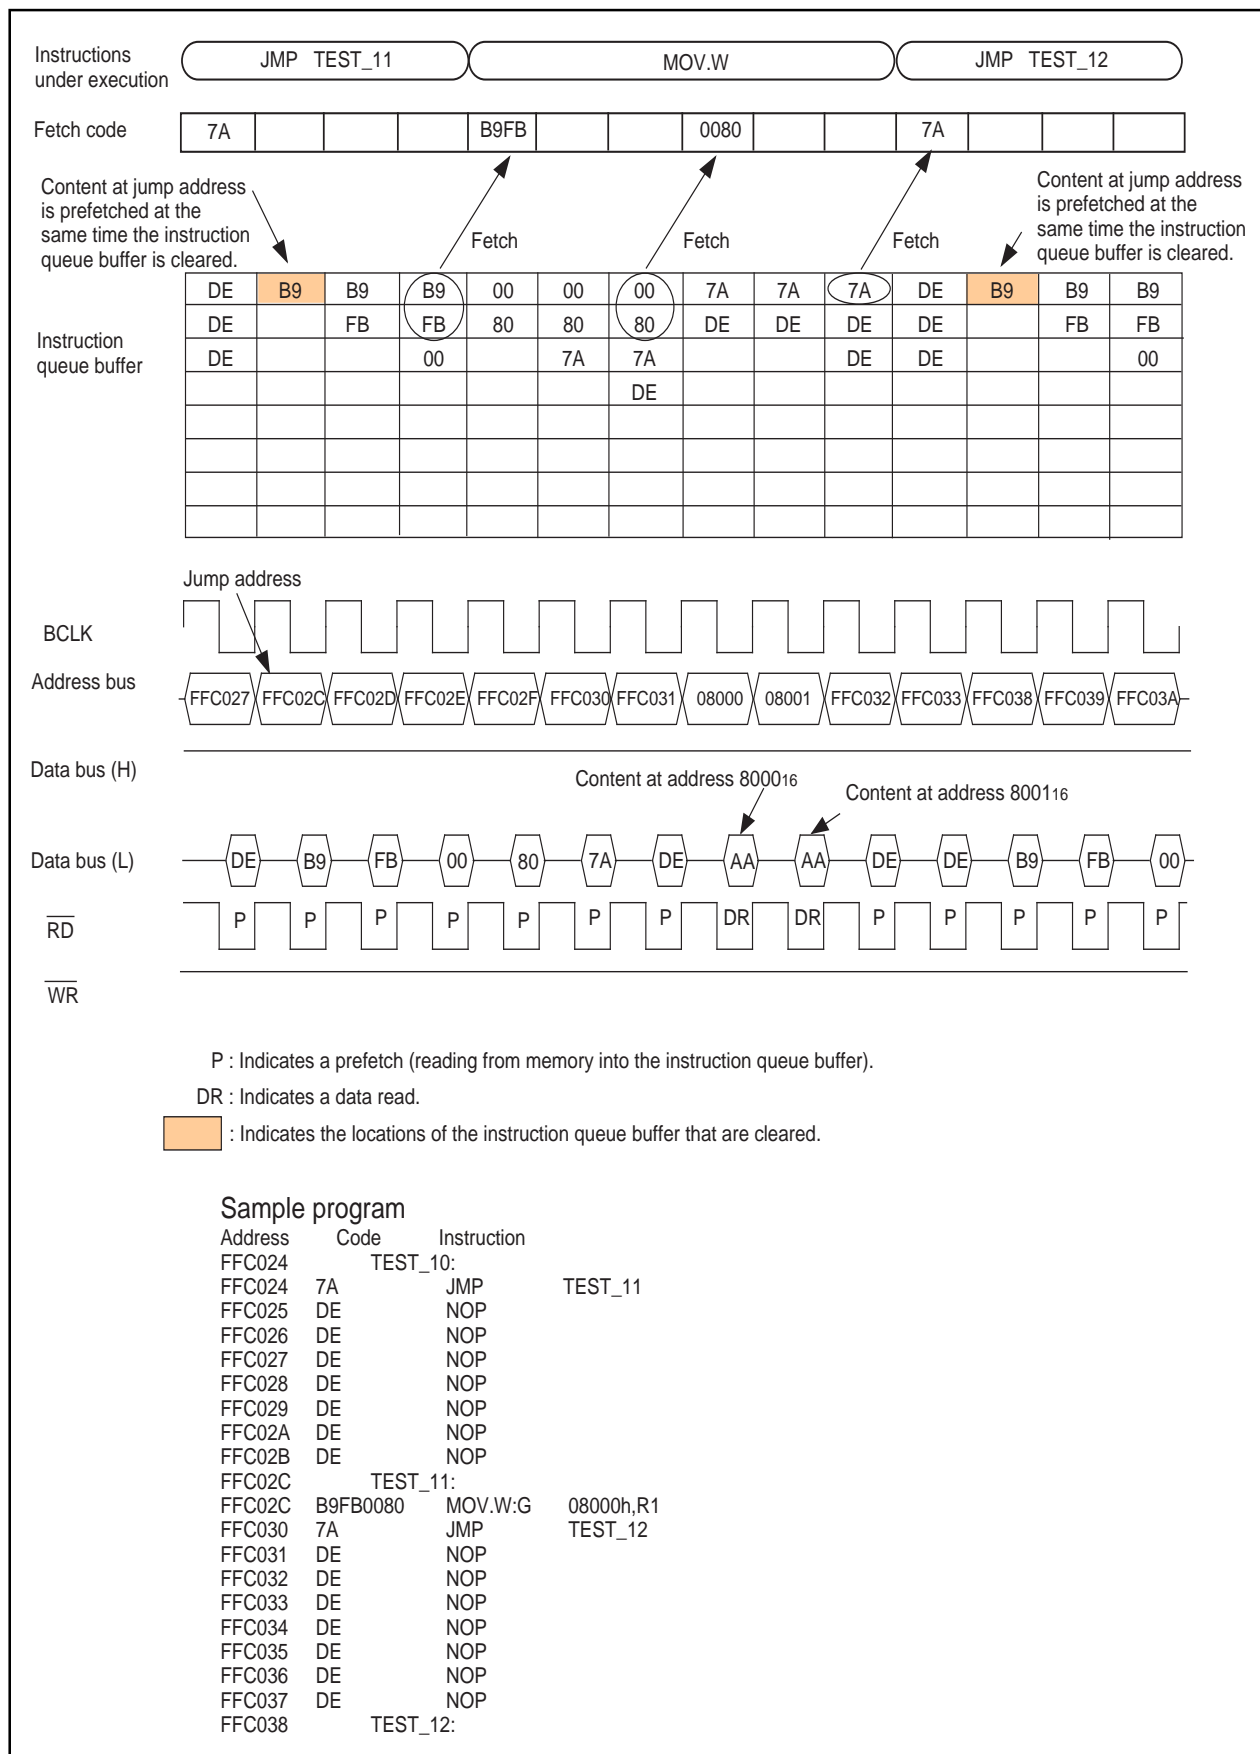 Instructions under execution
JMP TEST_11 MOV.W JMP TEST_12
Fetch code 7A B9FB 0080 7A
Content at jump address
is prefetched at the
same time the instruction
queue buffer is cleared.
Content at jump address
is prefetched at the
same time the instruction
queue buffer is cleared.
Fetch Fetch Fetch
Instruction
queue buffer
DE B9 B9 B9 00 00 00 7A 7A 7A DE B9 B9 B9
DE FB FB 80 80 80 DE DE DE DE FB FB
DE 00 7A 7A DE DE 00
DE
Jump address
BCLK
Address bus FFC027 FFC02C FFC02D FFC02E FFC02F FFC030 FFC031 08000 08001 FFC032 FFC033 FFC038 FFC039 FFC03A
Data bus (H)
Content at address 800016
Content at address 800116
Data bus (L) DE B9 FB 00 80 7A DE AA AA DE DE B9 FB 00
RD P P P P P P P DR DR P P P P P
WR
P : Indicates a prefetch (reading from memory into the instruction queue buffer).
DR : Indicates a data read.
: Indicates the locations of the instruction queue buffer that are cleared.
Sample program
Address Code Instruction
FFC024 TEST_10:
FFC024 7A JMP TEST_11
FFC025 DE NOP
FFC026 DE NOP
FFC027 DE NOP
FFC028 DE NOP
FFC029 DE NOP
FFC02A DE NOP
FFC02B DE NOP
FFC02C TEST_11:
FFC02C B9FB0080 MOV.W:G 08000h,R1
FFC030 7A JMP TEST_12
FFC031 DE NOP
FFC032 DE NOP
FFC033 DE NOP
FFC034 DE NOP
FFC035 DE NOP
FFC036 DE NOP
FFC037 DE NOP
FFC038 TEST_12: